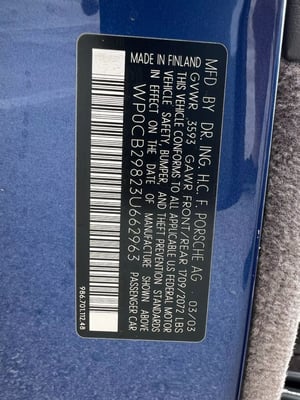 MFD. BY DR. ING. H.C. F. PORSCHE AG 03/03
MADE IN FINLAND
GVWR 3593 GAWR FRONT/REAR 1709/2072 LBS
THIS VEHICLE CONFORMS TO ALL APPLICABLE U.S. FEDERAL MOTOR
VEHICLE SAFETY, BUMPER, AND THEFT PREVENTION STANDARDS
IN EFFECT ON THE DATE OF MANUFACTURE SHOWN ABOVE
WP0CB29823U662963 PASSENGER CAR
986.701.112.48